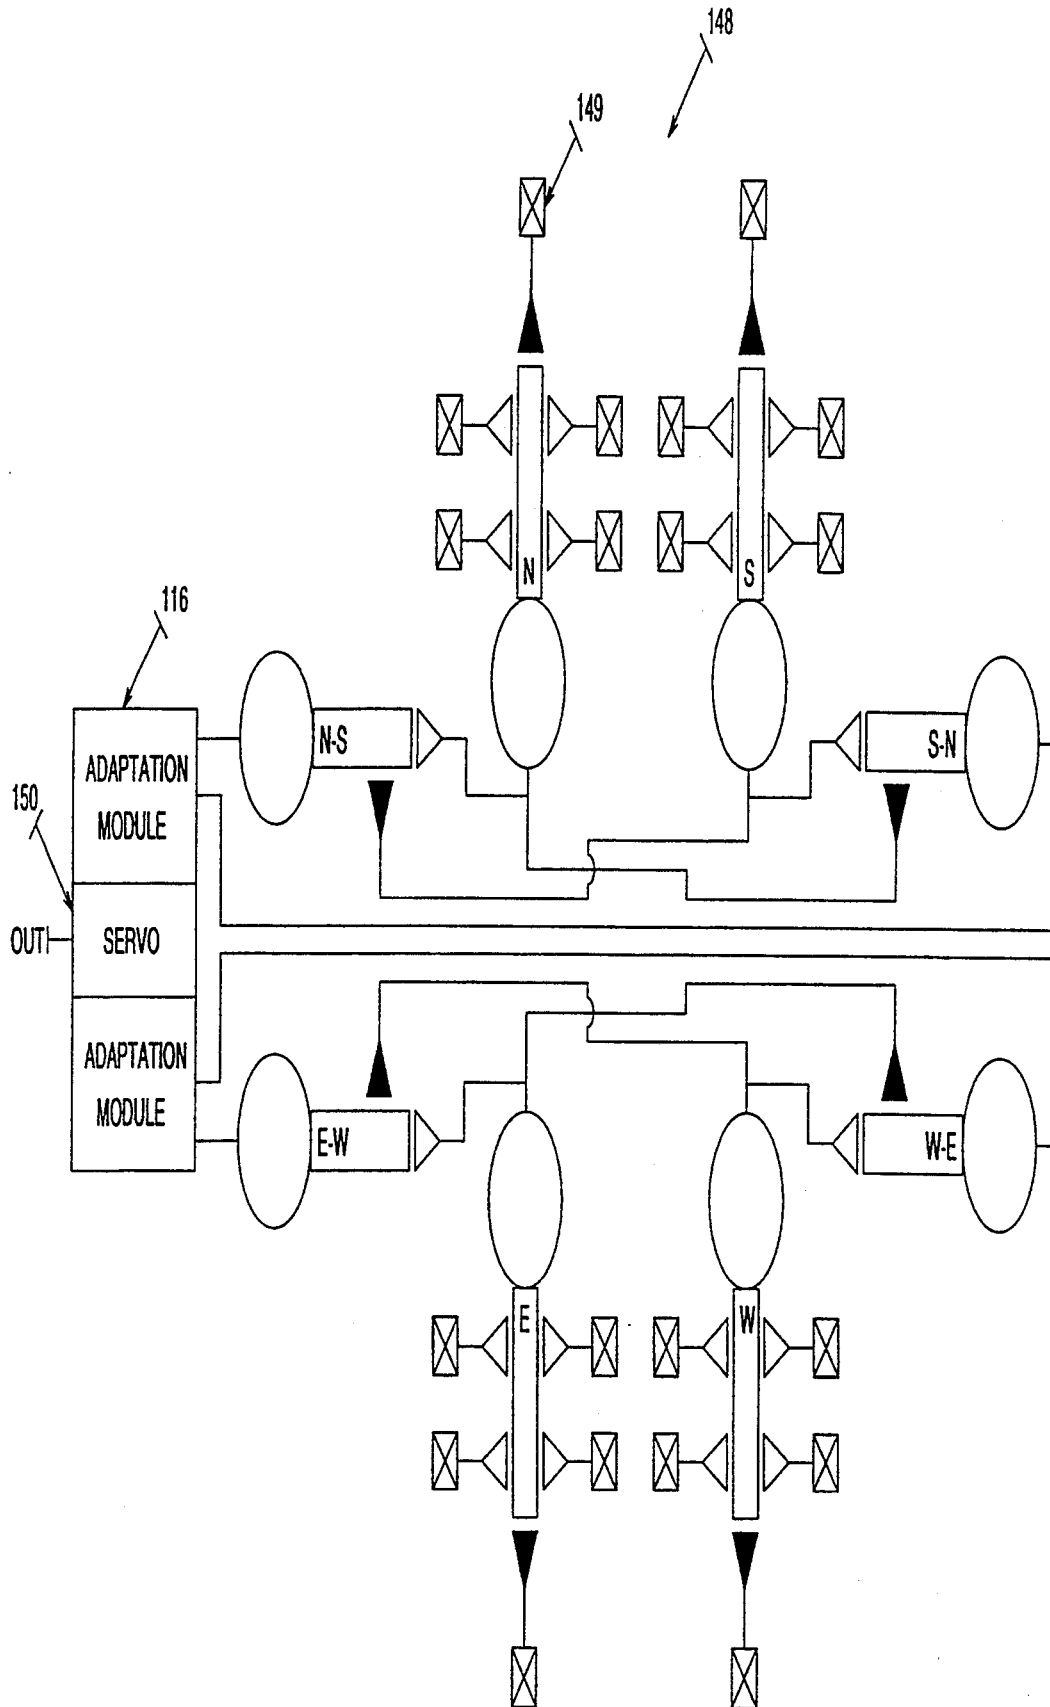 148
149
N
S
116
N-S
S-N
ADAPTATION
MODULE
150
OUT
SERVO
ADAPTATION
MODULE
E-W
W-E
E
W